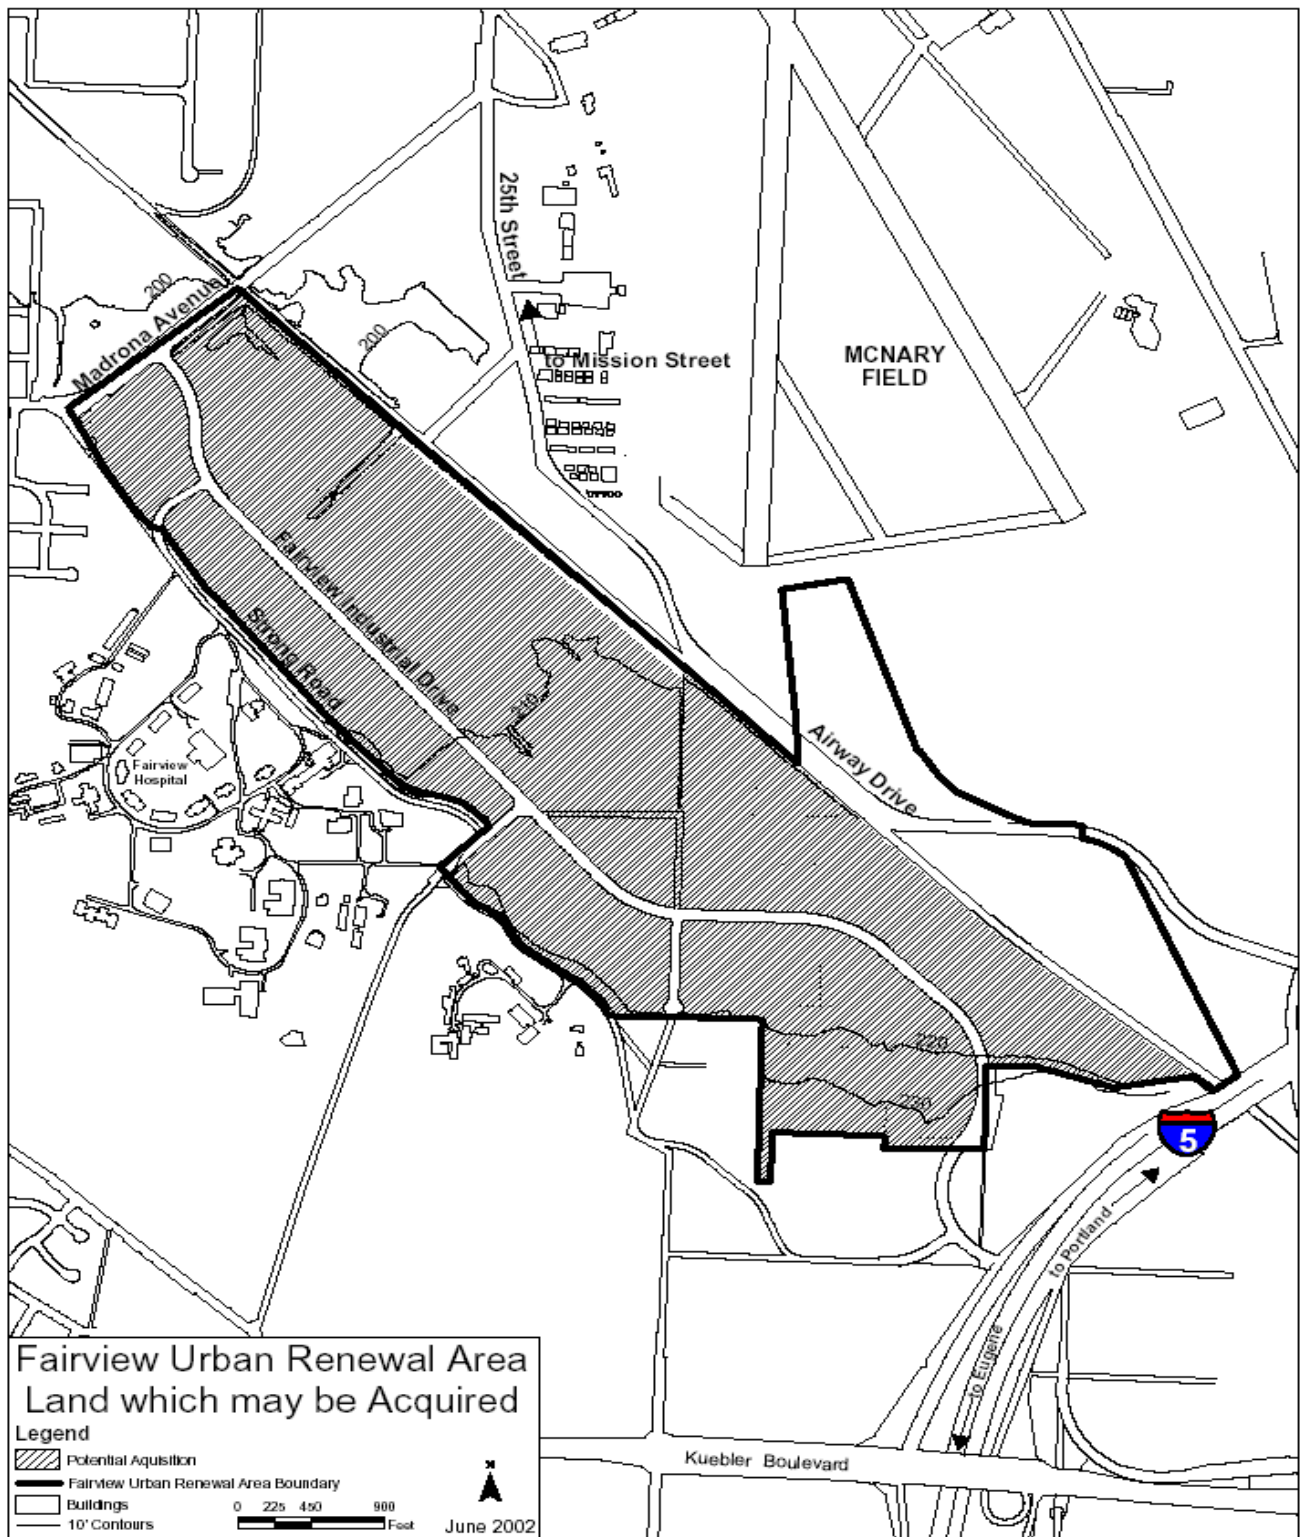 25th Street
200
Madrona Avenue
200
to Mission Street
MCNARY
FIELD
Fairview Industrial Drive
Strong Road
210
Airway Drive
Fairview
Hospital
220
230
5
to Portland
to Eugene
Kuebler Boulevard
Fairview Urban Renewal Area
Land which may be Acquired
Legend
Potential Aquisition
Fairview Urban Renewal Area Boundary
Buildings
10' Contours
0 225 450 900
Feet
N
June 2002